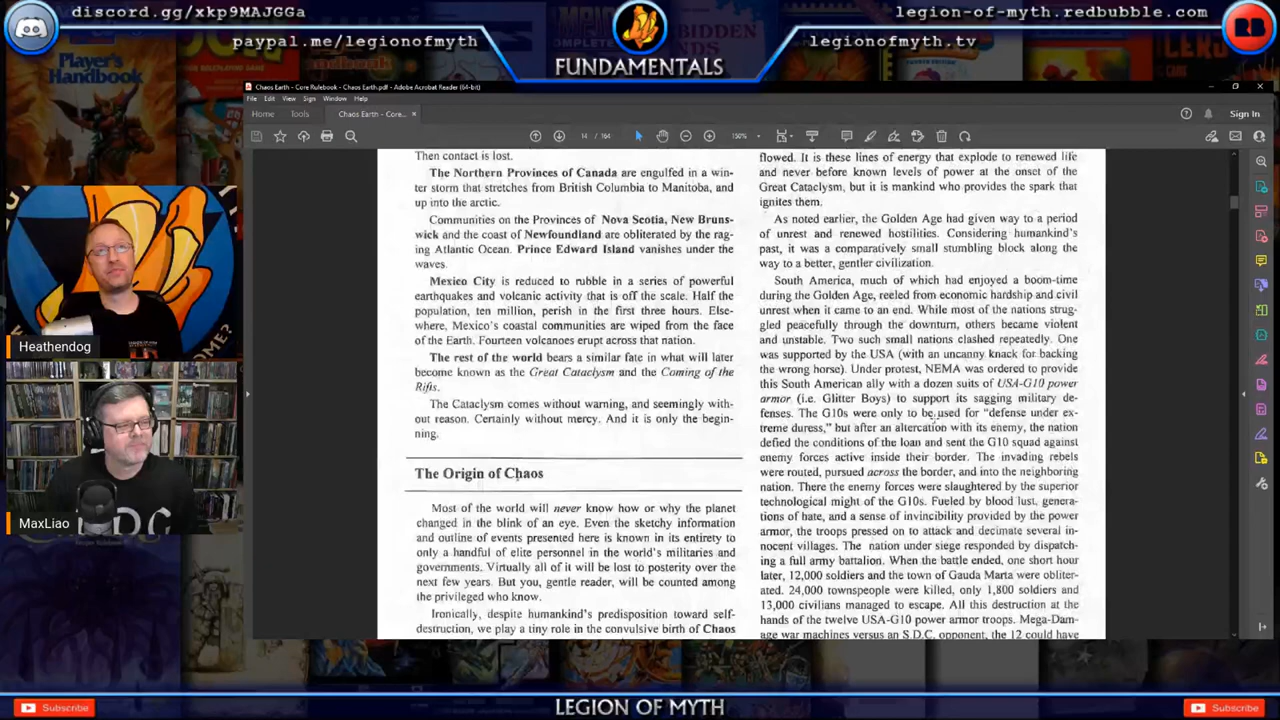 discord.gg/xkp9MAJGGa
paypal.me/legionofmyth
FUNDAMENTALS
legion-of-myth.redbubble.com
legionofmyth.tv
Player's
Handbook
Chaos Earth - Core Rulebook - Chaos Earth.pdf - Adobe Acrobat Reader (64-bit)
File Edit View Sign Window Help
Home Tools Chaos Earth - Core... × Sign In
14 / 164 150%
Then contact is lost.
The Northern Provinces of Canada are engulfed in a win-
ter storm that stretches from British Columbia to Manitoba, and
up into the arctic.
Communities on the Provinces of Nova Scotia, New Bruns-
wick and the coast of Newfoundland are obliterated by the rag-
ing Atlantic Ocean. Prince Edward Island vanishes under the
waves.
Mexico City is reduced to rubble in a series of powerful
earthquakes and volcanic activity that is off the scale. Half the
population, ten million, perish in the first three hours. Else-
where, Mexico's coastal communities are wiped from the face
of the Earth. Fourteen volcanoes erupt across that nation.
The rest of the world bears a similar fate in what will later
become known as the Great Cataclysm and the Coming of the
Rifts.
The Cataclysm comes without warning, and seemingly with-
out reason. Certainly without mercy. And it is only the begin-
ning.
The Origin of Chaos
Most of the world will never know how or why the planet
changed in the blink of an eye. Even the sketchy information
and outline of events presented here is known in its entirety to
only a handful of elite personnel in the world's militaries and
governments. Virtually all of it will be lost to posterity over the
next few years. But you, gentle reader, will be counted among
the privileged who know.
Ironically, despite humankind's predisposition toward self-
destruction, we play a tiny role in the convulsive birth of Chaos
flowed. It is these lines of energy that explode to renewed life
and never before known levels of power at the onset of the
Great Cataclysm, but it is mankind who provides the spark that
ignites them.
As noted earlier, the Golden Age had given way to a period
of unrest and renewed hostilities. Considering humankind's
past, it was a comparatively small stumbling block along the
way to a better, gentler civilization.
South America, much of which had enjoyed a boom-time
during the Golden Age, reeled from economic hardship and civil
unrest when it came to an end. While most of the nations strug-
gled peacefully through the downturn, others became violent
and unstable. Two such small nations clashed repeatedly. One
was supported by the USA (with an uncanny knack for backing
the wrong horse). Under protest, NEMA was ordered to provide
this South American ally with a dozen suits of USA-G10 power
armor (i.e. Glitter Boys) to support its sagging military de-
fenses. The G10s were only to be used for "defense under ex-
treme duress," but after an altercation with its enemy, the nation
defied the conditions of the loan and sent the G10 squad against
enemy forces active inside their border. The invading rebels
were routed, pursued across the border, and into the neighboring
nation. There the enemy forces were slaughtered by the superior
technological might of the G10s. Fueled by blood lust, genera-
tions of hate, and a sense of invincibility provided by the power
armor, the troops pressed on to attack and decimate several in-
nocent villages. The nation under siege responded by dispatch-
ing a full army battalion. When the battle ended, one short hour
later, 12,000 soldiers and the town of Gauda Marta were obliter-
ated. 24,000 townspeople were killed, only 1,800 soldiers and
13,000 civilians managed to escape. All this destruction at the
hands of the twelve USA-G10 power armor troops. Mega-Dam-
age war machines versus an S.D.C. opponent, the 12 could have
Heathendog
MaxLiao
Subscribe
LEGION OF MYTH
Subscribe